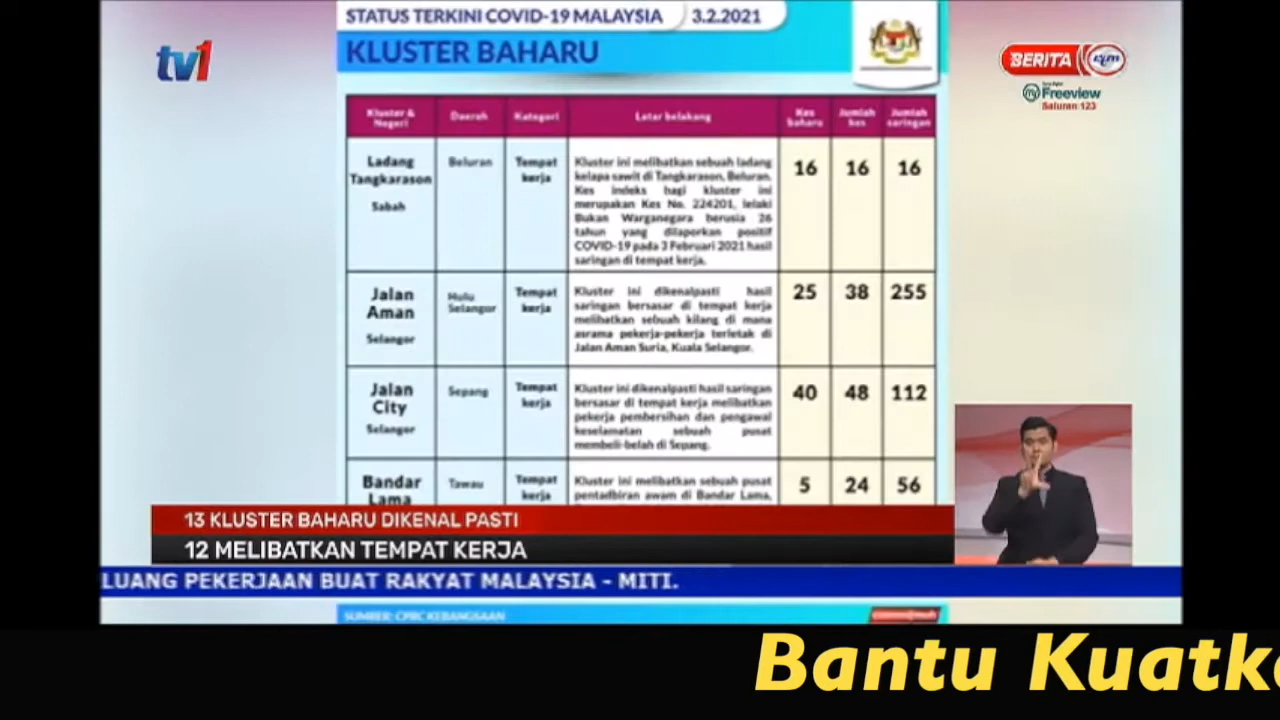 STATUS TERKINI COVID-19 MALAYSIA 3.2.2021
KLUSTER BAHARU
tv1
BERITA rtm
myFreeview
Saluran 123
Kluster & Negeri Daerah Kategori Latar belakang Kes baharu Jumlah kes Jumlah saringan
Ladang Tangkarason
Sabah
Beluran
Tempat kerja
Kluster ini melibatkan sebuah ladang
kelapa sawit di Tangkarason, Beluran.
Kes indeks bagi kluster ini
merupakan Kes No. 224201, lelaki
Bukan Warganegara berusia 26
tahun yang dilaporkan positif
COVID-19 pada 3 Februari 2021 hasil
saringan di tempat kerja.
16 16 16
Jalan Aman
Selangor
Hulu Selangor
Tempat kerja
Kluster ini dikenalpasti hasil
saringan bersasar di tempat kerja
melibatkan sebuah kilang di mana
asrama pekerja-pekerja terletak di
Jalan Aman Suria, Kuala Selangor.
25 38 255
Jalan City
Selangor
Sepang
Tempat kerja
Kluster ini dikenalpasti hasil saringan
bersasar di tempat kerja melibatkan
pekerja pembersihan dan pengawal
keselamatan sebuah pusat
membeli-belah di Sepang.
40 48 112
Bandar Lama
Tawau
Tempat kerja
Kluster ini melibatkan sebuah pusat
pentadbiran awam di Bandar Lama,
5 24 56
13 KLUSTER BAHARU DIKENAL PASTI
12 MELIBATKAN TEMPAT KERJA
LUANG PEKERJAAN BUAT RAKYAT MALAYSIA - MITI.
SUMBER: CPRC KEBANGSAAN
Bantu Kuatk